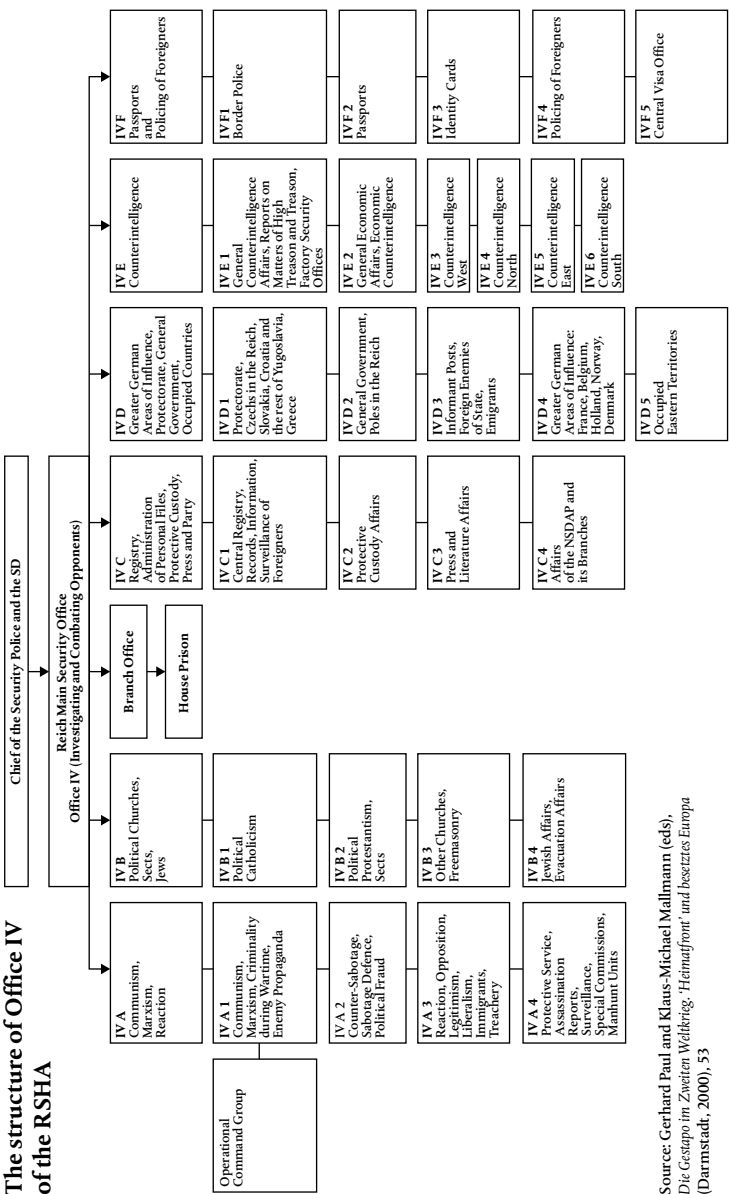 The structure of Office IV
of the RSHA
Chief of the Security Police and the SD
Reich Main Security Office
Office IV (Investigating and Combating Opponents)
Operational
Command Group
IV A
Communism,
Marxism,
Reaction
IV A 1
Communism,
Marxism, Criminality
during Wartime,
Enemy Propaganda
IV A 2
Counter-Sabotage,
Sabotage Defence,
Political Fraud
IV A 3
Reaction, Opposition,
Legitimism,
Liberalism,
Immigrants,
Treachery
IV A 4
Protective Service,
Assassination
Reports,
Surveillance,
Special Commissions,
Manhunt Units
IV B
Political Churches,
Sects,
Jews
IV B 1
Political
Catholicism
IV B 2
Political
Protestantism,
Sects
IV B 3
Other Churches,
Freemasonry
IV B 4
Jewish Affairs,
Evacuation Affairs
Branch Office
House Prison
IV C
Registry,
Administration
of Personal Files,
Protective Custody,
Press and Party
IV C 1
Central Registry,
Records, Information,
Surveillance of
Foreigners
IV C 2
Protective
Custody Affairs
IV C 3
Press and
Literature Affairs
IV C 4
Affairs
of the NSDAP and
its Branches
IV D
Greater German
Areas of Influence,
Protectorate, General
Government,
Occupied Countries
IV D 1
Protectorate,
Czechs in the Reich,
Slovakia, Croatia and
the rest of Yugoslavia,
Greece
IV D 2
General Government,
Poles in the Reich
IV D 3
Informant Posts,
Foreign Enemies
of State,
Emigrants
IV D 4
Greater German
Areas of Influence:
France, Belgium,
Holland, Norway,
Denmark
IV D 5
Occupied
Eastern Territories
IV E
Counterintelligence
IV E 1
General
Counterintelligence
Affairs, Reports on
Matters of High
Treason and Treason,
Factory Security
Offices
IV E 2
General Economic
Affairs, Economic
Counterintelligence
IV E 3
Counterintelligence
West
IV E 4
Counterintelligence
North
IV E 5
Counterintelligence
East
IV E 6
Counterintelligence
South
IV F
Passports
and
Policing of Foreigners
IV F 1
Border Police
IV F 2
Passports
IV F 3
Identity Cards
IV F 4
Policing of Foreigners
IV F 5
Central Visa Office
Source: Gerhard Paul and Klaus-Michael Mallmann (eds),
Die Gestapo im Zweiten Weltkrieg. 'Heimatfront' und besetztes Europa
(Darmstadt, 2000), 53